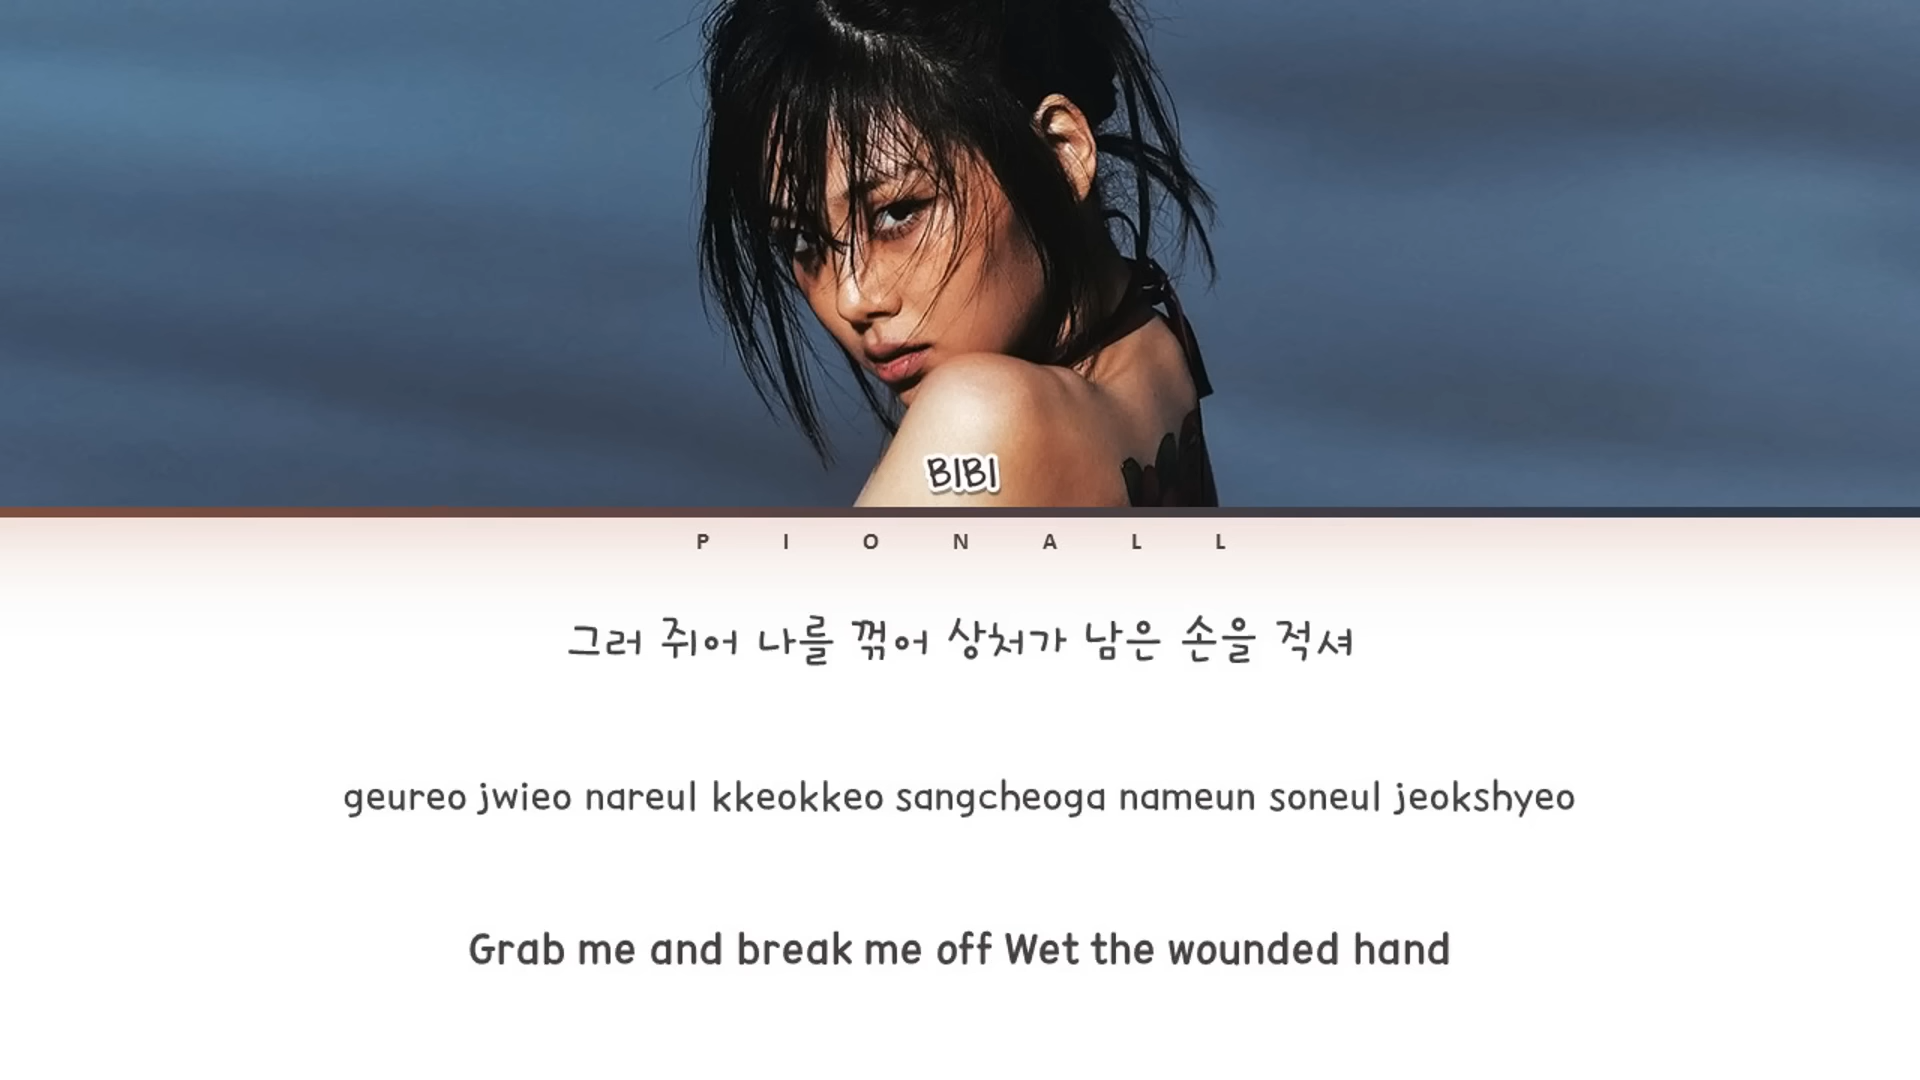 BIBI
PIONALL
그러 쥐어 나를 꺾어 상처가 남은 손을 적셔
geureo jwieo nareul kkeokkeo sangcheoga nameun soneul jeokshyeo
Grab me and break me off Wet the wounded hand